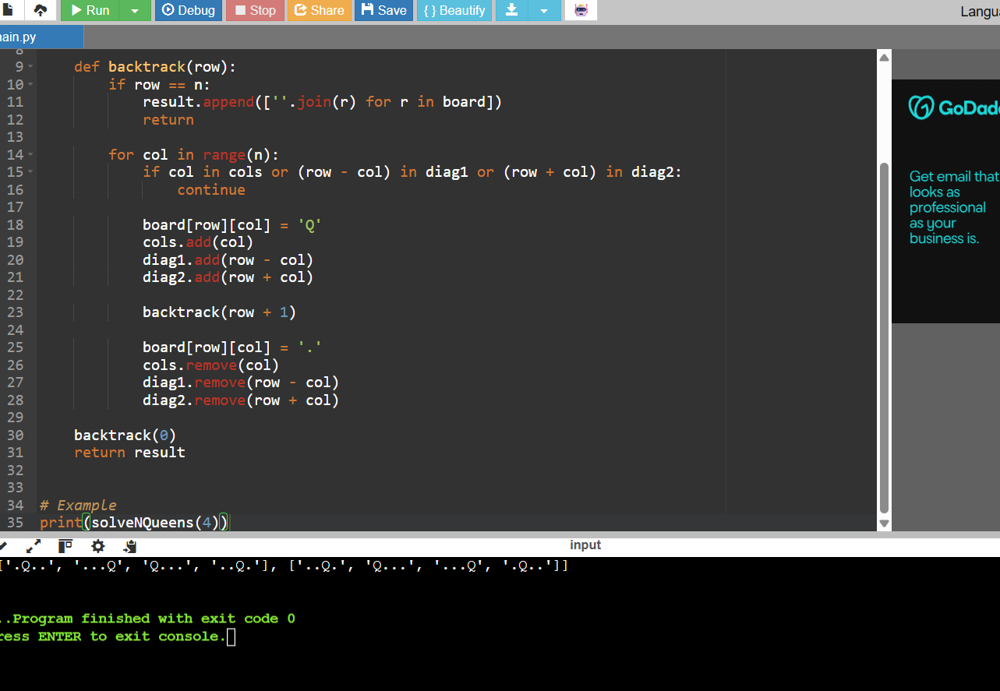 Run Debug Stop Share Save { } Beautify
Langu
ain.py
8
9 def backtrack(row):
10 if row == n:
11 result.append([''.join(r) for r in board])
12 return
13
14 for col in range(n):
15 if col in cols or (row - col) in diag1 or (row + col) in diag2:
16 continue
17
18 board[row][col] = 'Q'
19 cols.add(col)
20 diag1.add(row - col)
21 diag2.add(row + col)
22
23 backtrack(row + 1)
24
25 board[row][col] = '.'
26 cols.remove(col)
27 diag1.remove(row - col)
28 diag2.remove(row + col)
29
30 backtrack(0)
31 return result
32
33
34 # Example
35 print(solveNQueens(4))
GoDadd
Get email that
looks as
professional
as your
business is.
input
['.Q..', '...Q', 'Q...', '..Q.'], ['..Q.', 'Q...', '...Q', '.Q..']]
..Program finished with exit code 0
ress ENTER to exit console.